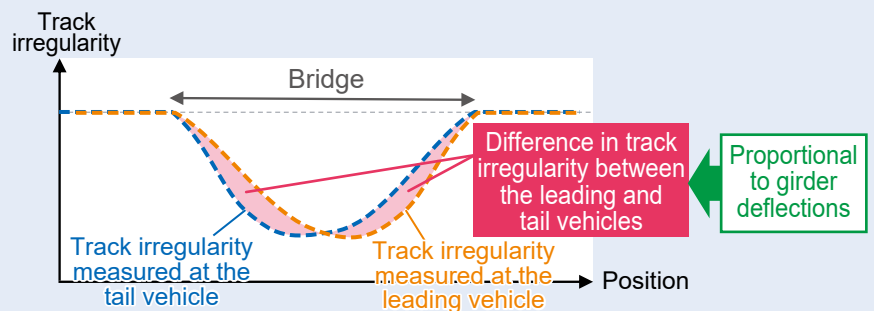 Track
irregularity
Bridge
Difference in track
irregularity between
the leading and
tail vehicles
Proportional
to girder
deflections
Track irregularity
measured at the
tail vehicle
Track irregularity
measured at the
leading vehicle
Position